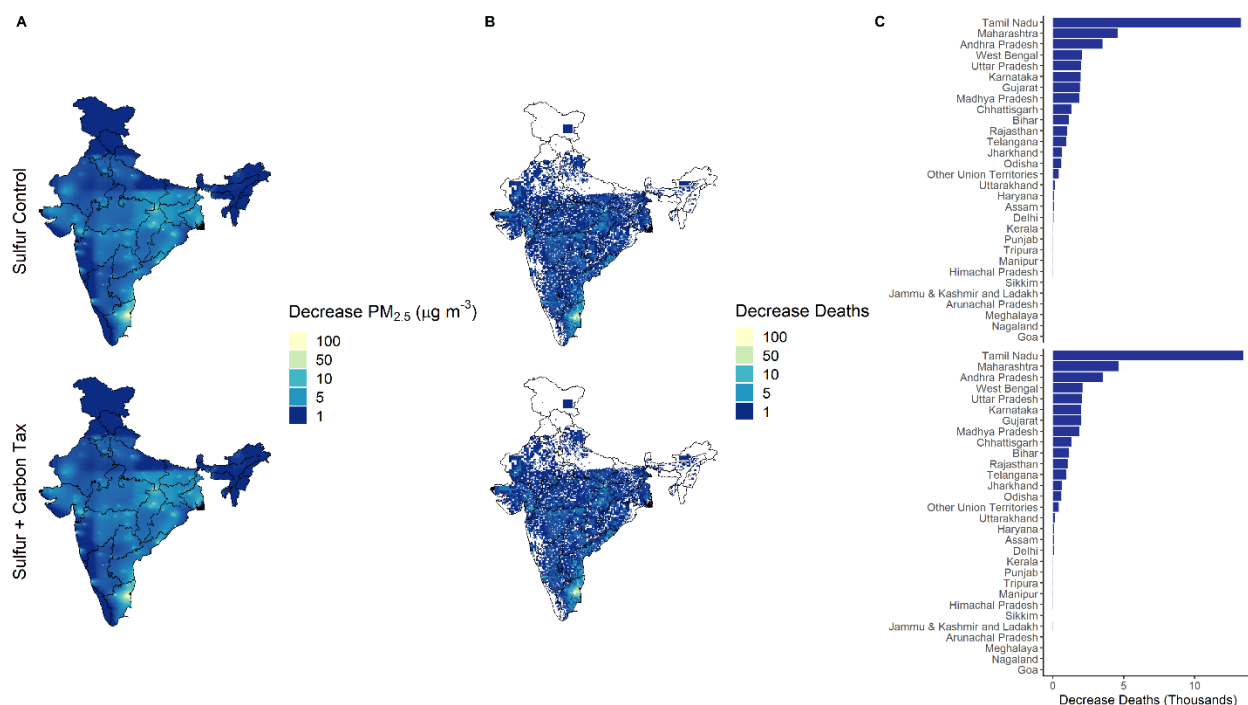 A
B
C
Sulfur Control
Sulfur + Carbon Tax
Decrease PM2.5 (μg m-3)
100
50
10
5
1
Decrease Deaths
100
50
10
5
1
Tamil Nadu
Maharashtra
Andhra Pradesh
West Bengal
Uttar Pradesh
Karnataka
Gujarat
Madhya Pradesh
Chhattisgarh
Bihar
Rajasthan
Telangana
Jharkhand
Odisha
Other Union Territories
Uttarakhand
Haryana
Assam
Delhi
Kerala
Punjab
Tripura
Manipur
Himachal Pradesh
Sikkim
Jammu & Kashmir and Ladakh
Arunachal Pradesh
Meghalaya
Nagaland
Goa
Tamil Nadu
Maharashtra
Andhra Pradesh
West Bengal
Uttar Pradesh
Karnataka
Gujarat
Madhya Pradesh
Chhattisgarh
Bihar
Rajasthan
Telangana
Jharkhand
Odisha
Other Union Territories
Uttarakhand
Haryana
Assam
Delhi
Kerala
Punjab
Tripura
Manipur
Himachal Pradesh
Sikkim
Jammu & Kashmir and Ladakh
Arunachal Pradesh
Meghalaya
Nagaland
Goa
0 5 10
Decrease Deaths (Thousands)